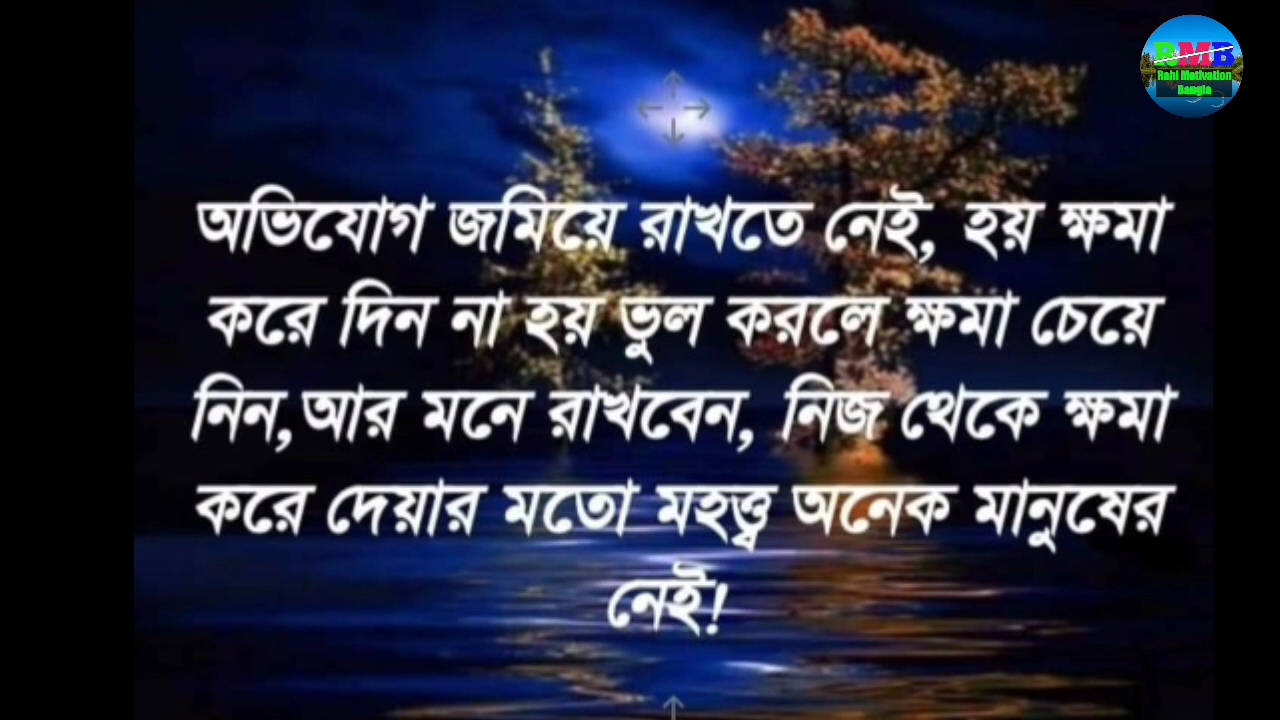 RMB
Rahi Motivation
Bangla
অভিযোগ জমিয়ে রাখতে নেই, হয় ক্ষমা
করে দিন না হয় ভুল করলে ক্ষমা চেয়ে
নিন,আর মনে রাখবেন, নিজ থেকে ক্ষমা
করে দেয়ার মতো মহত্ত্ব অনেক মানুষের
নেই!